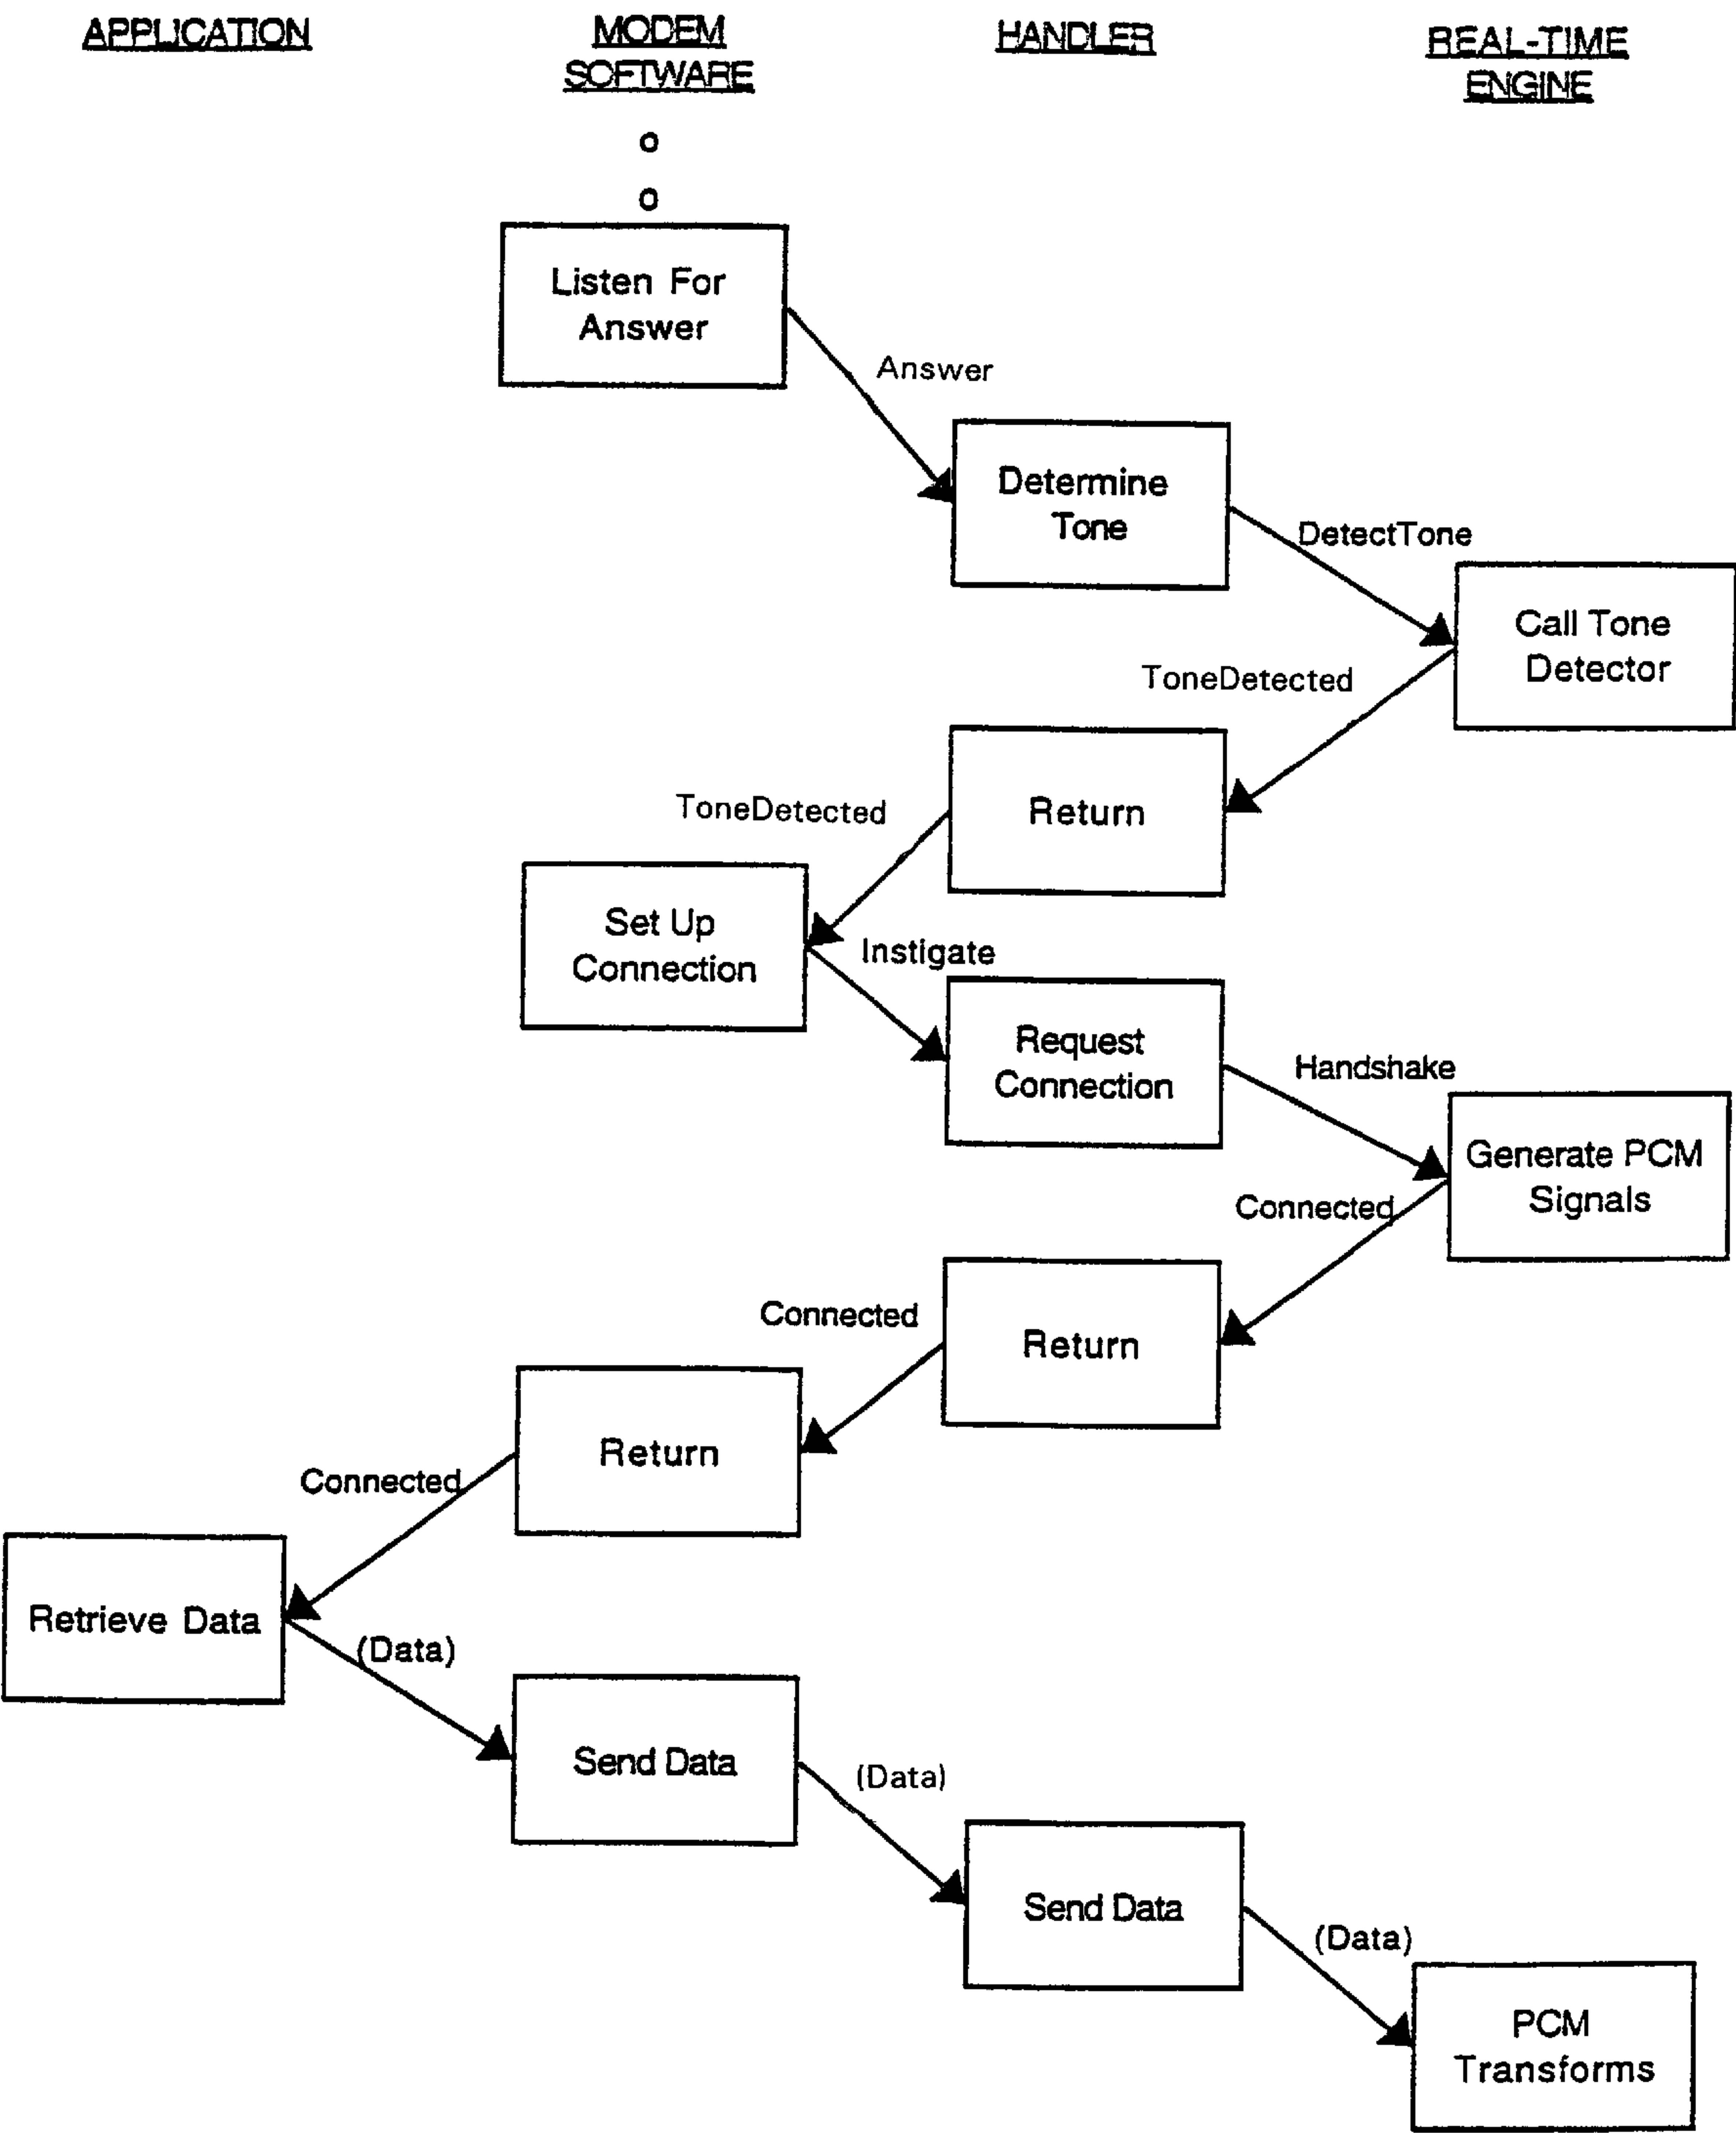 APPLICATION
MODEM
SOFTWARE
HANDLER
REAL-TIME
ENGINE
Listen For
Answer
Answer
Determine
Tone
DetectTone
Call Tone
Detector
ToneDetected
Return
ToneDetected
Set Up
Connection
Instigate
Request
Connection
Handshake
Generate PCM
Signals
Connected
Return
Connected
Return
Connected
Retrieve Data
(Data)
Send Data
(Data)
Send Data
(Data)
PCM
Transforms